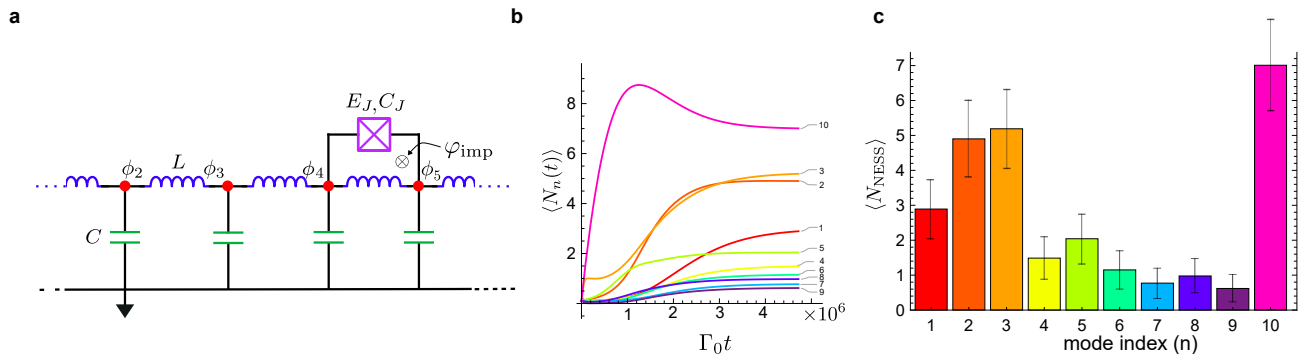 a
E_J, C_J
φ_imp
ϕ_2
L
ϕ_3
ϕ_4
ϕ_5
C
b
⟨N_n(t)⟩
8
6
4
2
1
2
3
4
×10^6
Γ_0 t
10
3
2
1
5
4
6
8
7
9
c
⟨N_NESS⟩
7
6
5
4
3
2
1
0
1 2 3 4 5 6 7 8 9 10
mode index (n)